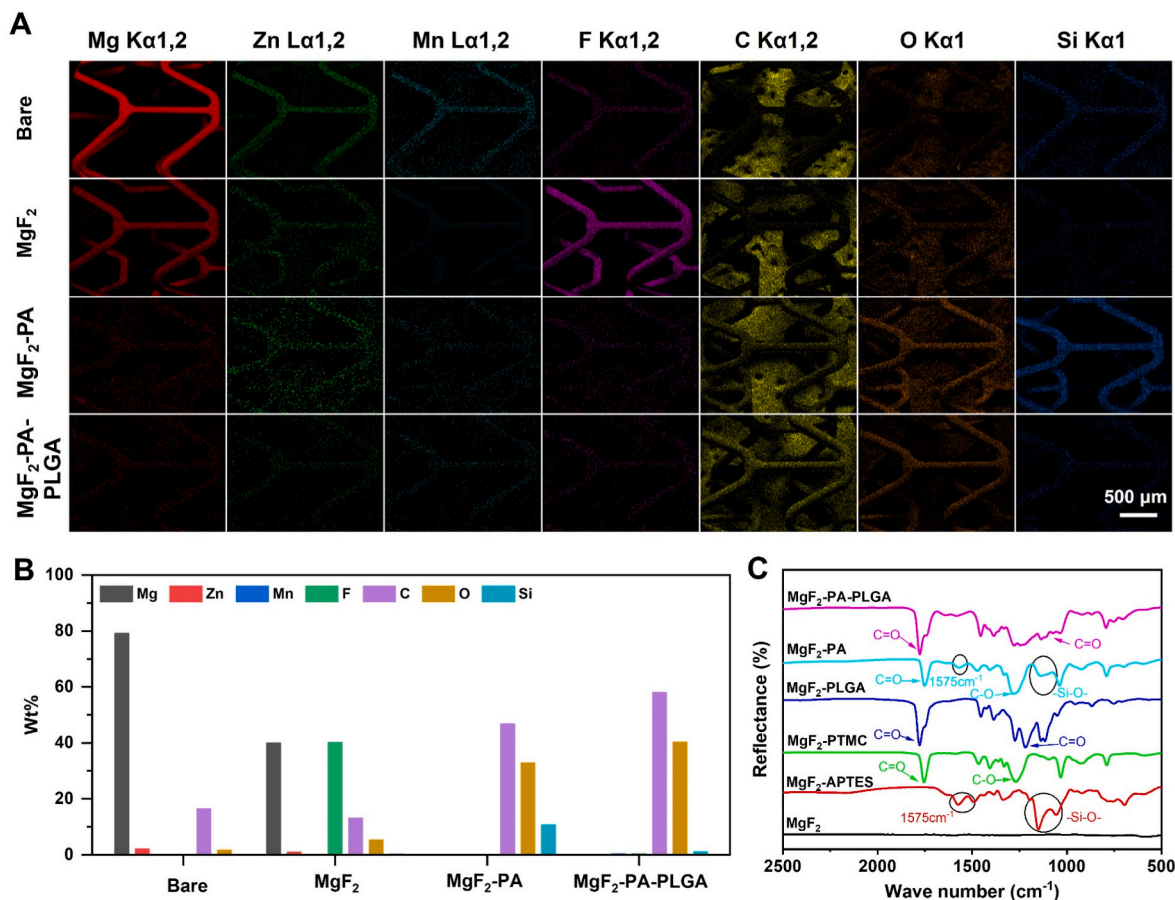 A
Mg Kα1,2 Zn Lα1,2 Mn Lα1,2 F Kα1,2 C Kα1,2 O Kα1 Si Kα1
Bare
MgF₂
MgF₂-PA
MgF₂-PA-
PLGA
500 μm
B
100
80
60
40
20
0
Wt%
Mg Zn Mn F C O Si
Bare MgF₂ MgF₂-PA MgF₂-PA-PLGA
C
Reflectance (%)
MgF₂-PA-PLGA
C=O C=O
MgF₂-PA
C=O 1575cm⁻¹ C-O -Si-O-
MgF₂-PLGA
C=O C=O
MgF₂-PTMC
C=O C-O
MgF₂-APTES
1575cm⁻¹ -Si-O-
MgF₂
2500 2000 1500 1000 500
Wave number (cm⁻¹)